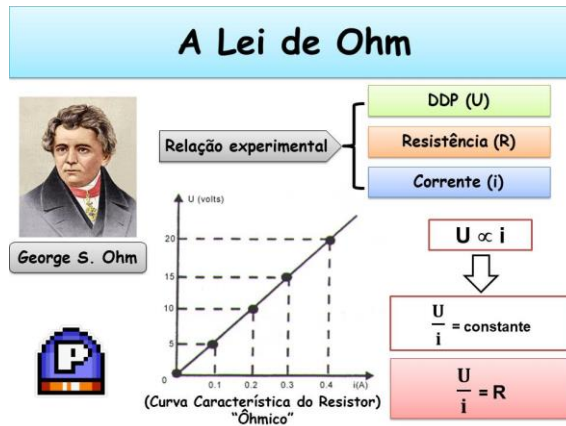 A Lei de Ohm
DDP (U)
Relação experimental
Resistência (R)
Corrente (i)
George S. Ohm
U (volts)
20
15
10
5
0
0.1 0.2 0.3 0.4 i(A)
(Curva Característica do Resistor)
"Ôhmico"
U ∝ i
U/i = constante
U/i = R
P